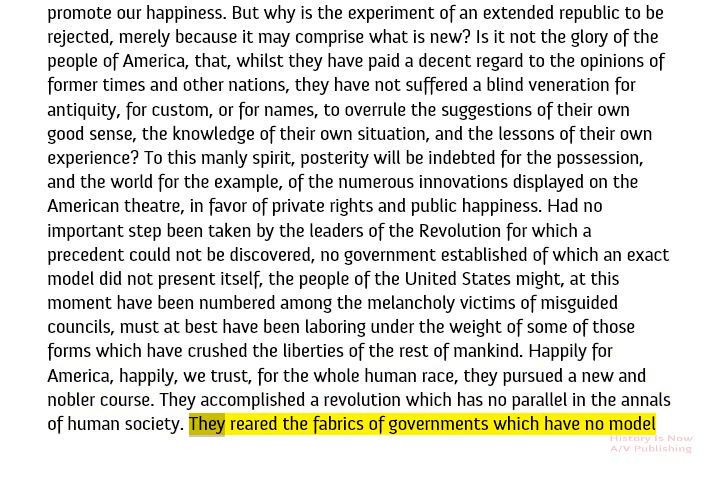 promote our happiness. But why is the experiment of an extended republic to be
rejected, merely because it may comprise what is new? Is it not the glory of the
people of America, that, whilst they have paid a decent regard to the opinions of
former times and other nations, they have not suffered a blind veneration for
antiquity, for custom, or for names, to overrule the suggestions of their own
good sense, the knowledge of their own situation, and the lessons of their own
experience? To this manly spirit, posterity will be indebted for the possession,
and the world for the example, of the numerous innovations displayed on the
American theatre, in favor of private rights and public happiness. Had no
important step been taken by the leaders of the Revolution for which a
precedent could not be discovered, no government established of which an exact
model did not present itself, the people of the United States might, at this
moment have been numbered among the melancholy victims of misguided
councils, must at best have been laboring under the weight of some of those
forms which have crushed the liberties of the rest of mankind. Happily for
America, happily, we trust, for the whole human race, they pursued a new and
nobler course. They accomplished a revolution which has no parallel in the annals
of human society. They reared the fabrics of governments which have no model
History Is Now
A/V Publishing